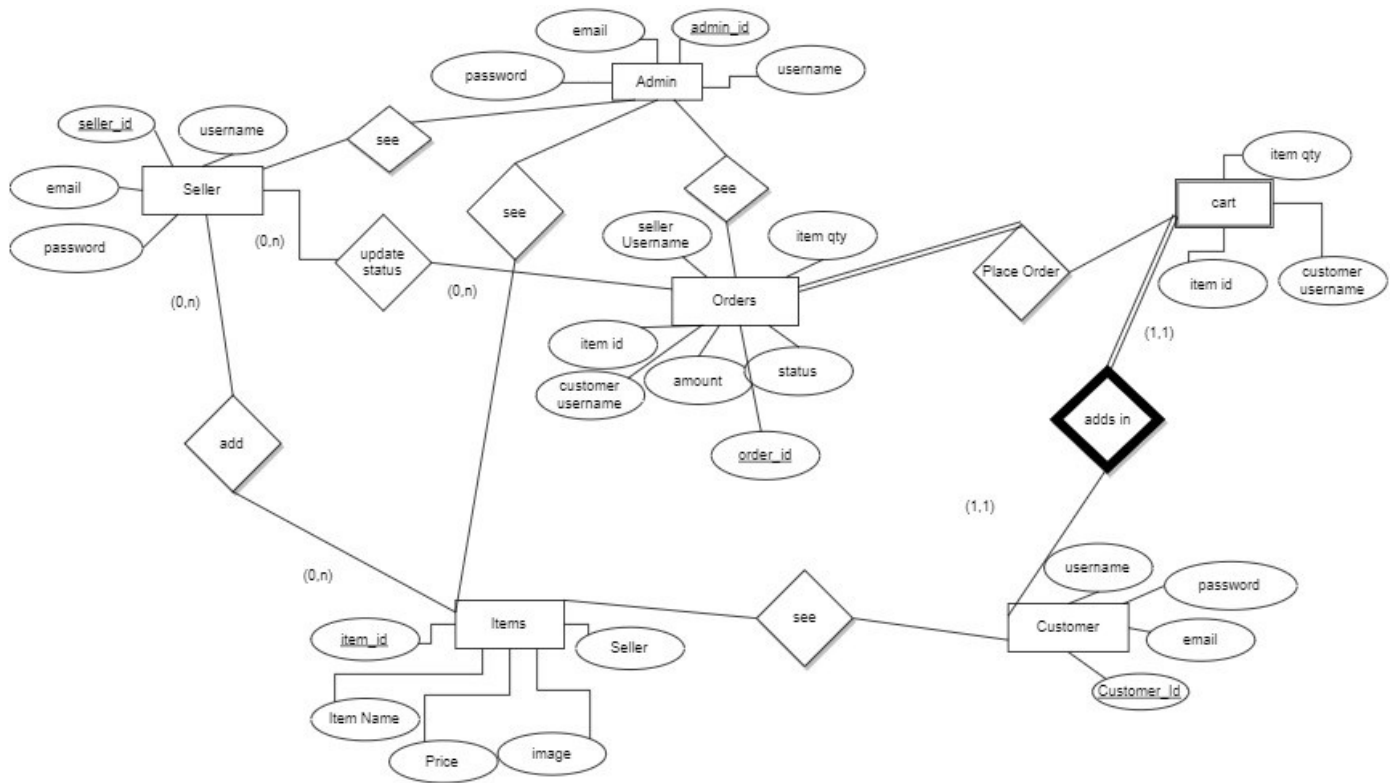 email
admin_id
password
Admin
username
seller_id
username
see
item qty
email
Seller
see
see
cart
password
(0,n)
update
status
seller
Username
item qty
Place Order
item id
customer
username
(0,n)
(0,n)
Orders
(1,1)
item id
customer
username
amount
status
add
order_id
adds in
(1,1)
(0,n)
username
password
item_id
Items
Seller
see
Customer
email
Customer_Id
Item Name
Price
image